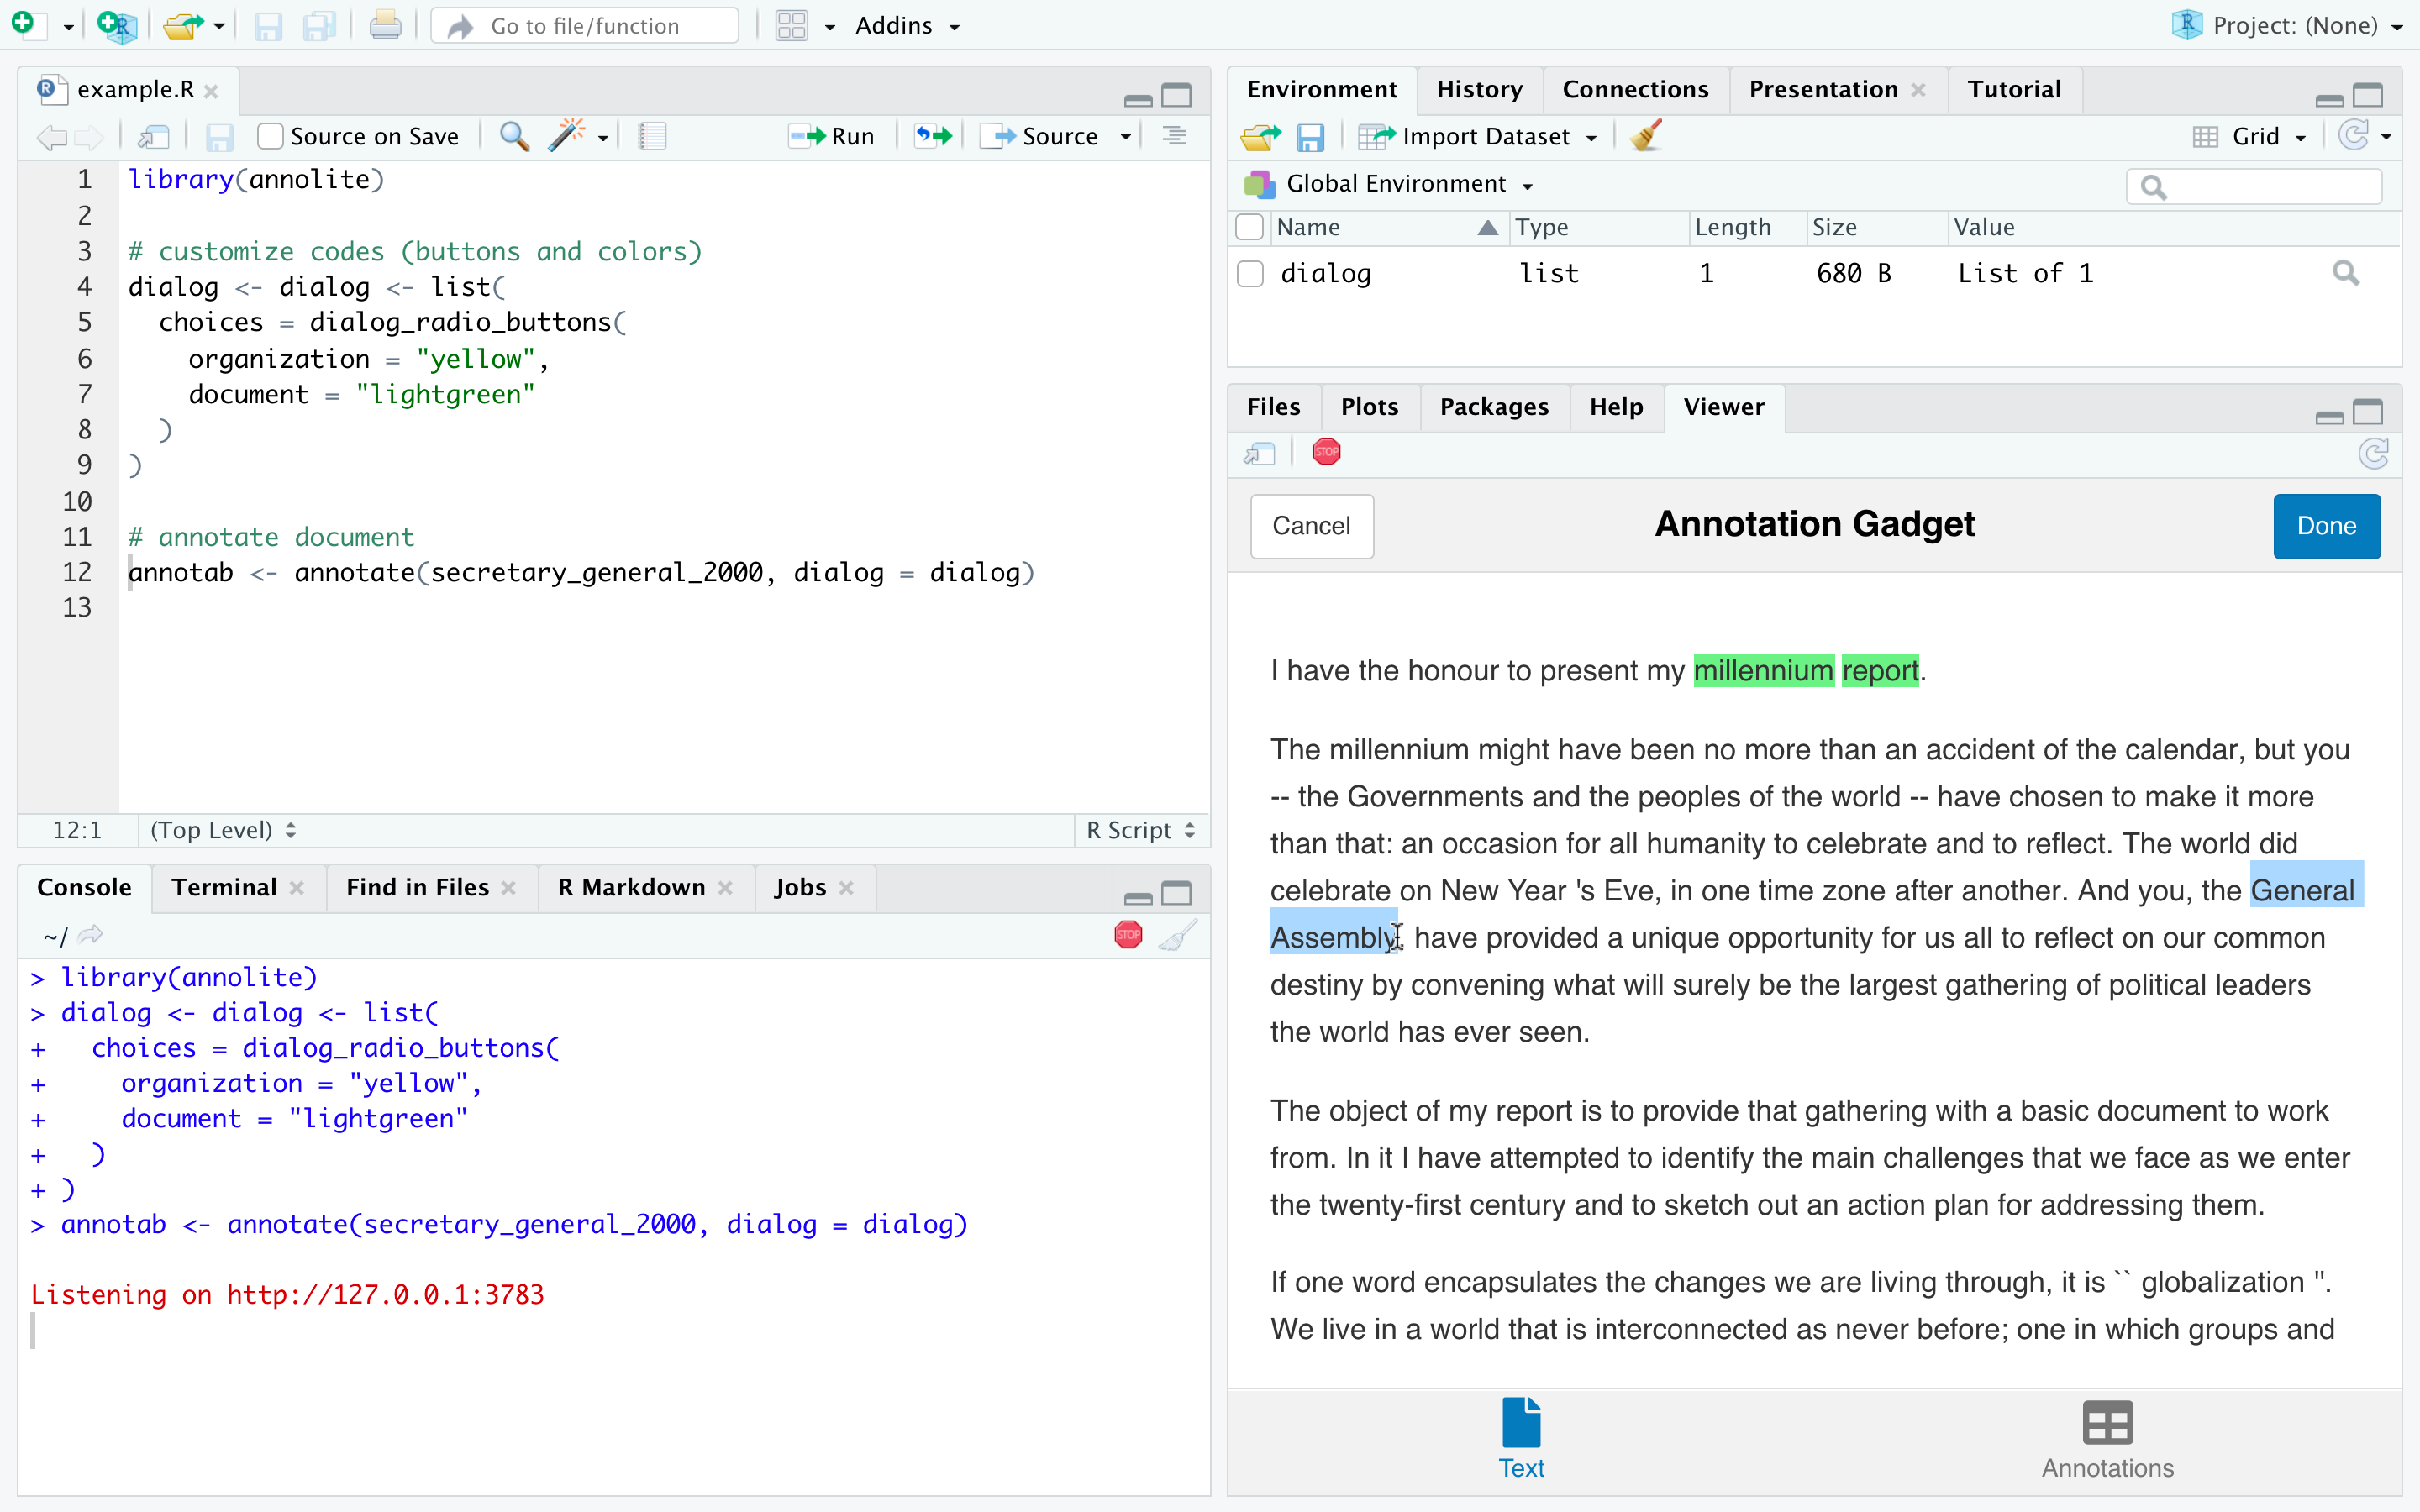 Go to file/function
Addins
Project: (None)
example.R
Source on Save
Run
Source
1 library(annolite)
2
3 # customize codes (buttons and colors)
4 dialog <- dialog <- list(
5   choices = dialog_radio_buttons(
6     organization = "yellow",
7     document = "lightgreen"
8   )
9 )
10
11 # annotate document
12 annotab <- annotate(secretary_general_2000, dialog = dialog)
13
12:1 (Top Level) R Script
Console Terminal Find in Files R Markdown Jobs
~/
STOP
> library(annolite)
> dialog <- dialog <- list(
+   choices = dialog_radio_buttons(
+     organization = "yellow",
+     document = "lightgreen"
+   )
+ )
> annotab <- annotate(secretary_general_2000, dialog = dialog)
Listening on http://127.0.0.1:3783
Environment History Connections Presentation Tutorial
Import Dataset Grid
Global Environment
Name Type Length Size Value
dialog list 1 680 B List of 1
Files Plots Packages Help Viewer
STOP
Cancel Annotation Gadget Done
I have the honour to present my millennium report.
The millennium might have been no more than an accident of the calendar, but you
-- the Governments and the peoples of the world -- have chosen to make it more
than that: an occasion for all humanity to celebrate and to reflect. The world did
celebrate on New Year 's Eve, in one time zone after another. And you, the General
Assembly, have provided a unique opportunity for us all to reflect on our common
destiny by convening what will surely be the largest gathering of political leaders
the world has ever seen.
The object of my report is to provide that gathering with a basic document to work
from. In it I have attempted to identify the main challenges that we face as we enter
the twenty-first century and to sketch out an action plan for addressing them.
If one word encapsulates the changes we are living through, it is `` globalization ".
We live in a world that is interconnected as never before; one in which groups and
Text Annotations